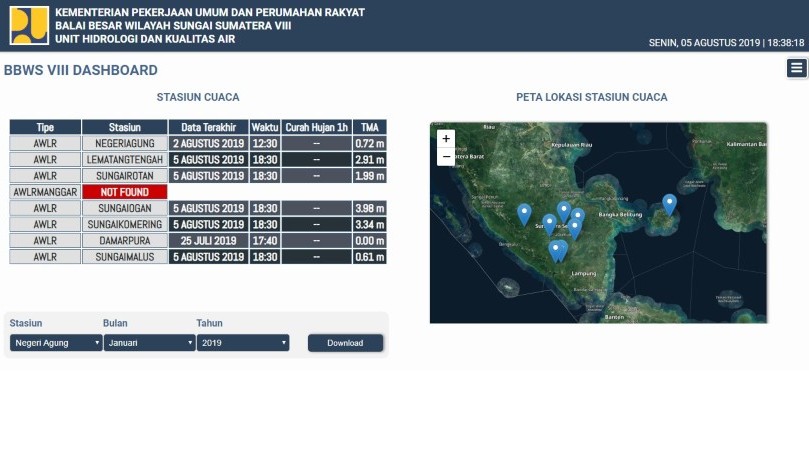 KEMENTERIAN PEKERJAAN UMUM DAN PERUMAHAN RAKYAT
BALAI BESAR WILAYAH SUNGAI SUMATERA VIII
UNIT HIDROLOGI DAN KUALITAS AIR
SENIN, 05 AGUSTUS 2019 | 18:38:18
BBWS VIII DASHBOARD
STASIUN CUACA
Tipe Stasiun Data Terakhir Waktu Curah Hujan 1h TMA
AWLR NEGERIAGUNG 2 AGUSTUS 2019 12:30 -- 0.72 m
AWLR LEMATANGTENGAH 5 AGUSTUS 2019 18:30 -- 2.91 m
AWLR SUNGAIROTAN 5 AGUSTUS 2019 18:30 -- 1.99 m
AWLRMANGGAR NOT FOUND
AWLR SUNGAIOGAN 5 AGUSTUS 2019 18:30 -- 3.98 m
AWLR SUNGAIKOMERING 5 AGUSTUS 2019 18:30 -- 3.34 m
AWLR DAMARPURA 25 JULI 2019 17:40 -- 0.00 m
AWLR SUNGAIMALUS 5 AGUSTUS 2019 18:30 -- 0.61 m
Stasiun Bulan Tahun
Negeri Agung Januari 2019 Download
PETA LOKASI STASIUN CUACA
+
−
Riau
Kepulauan Riau
Kalimantan Bar
tera Barat
Bangka Belitung
Lampung
Banten